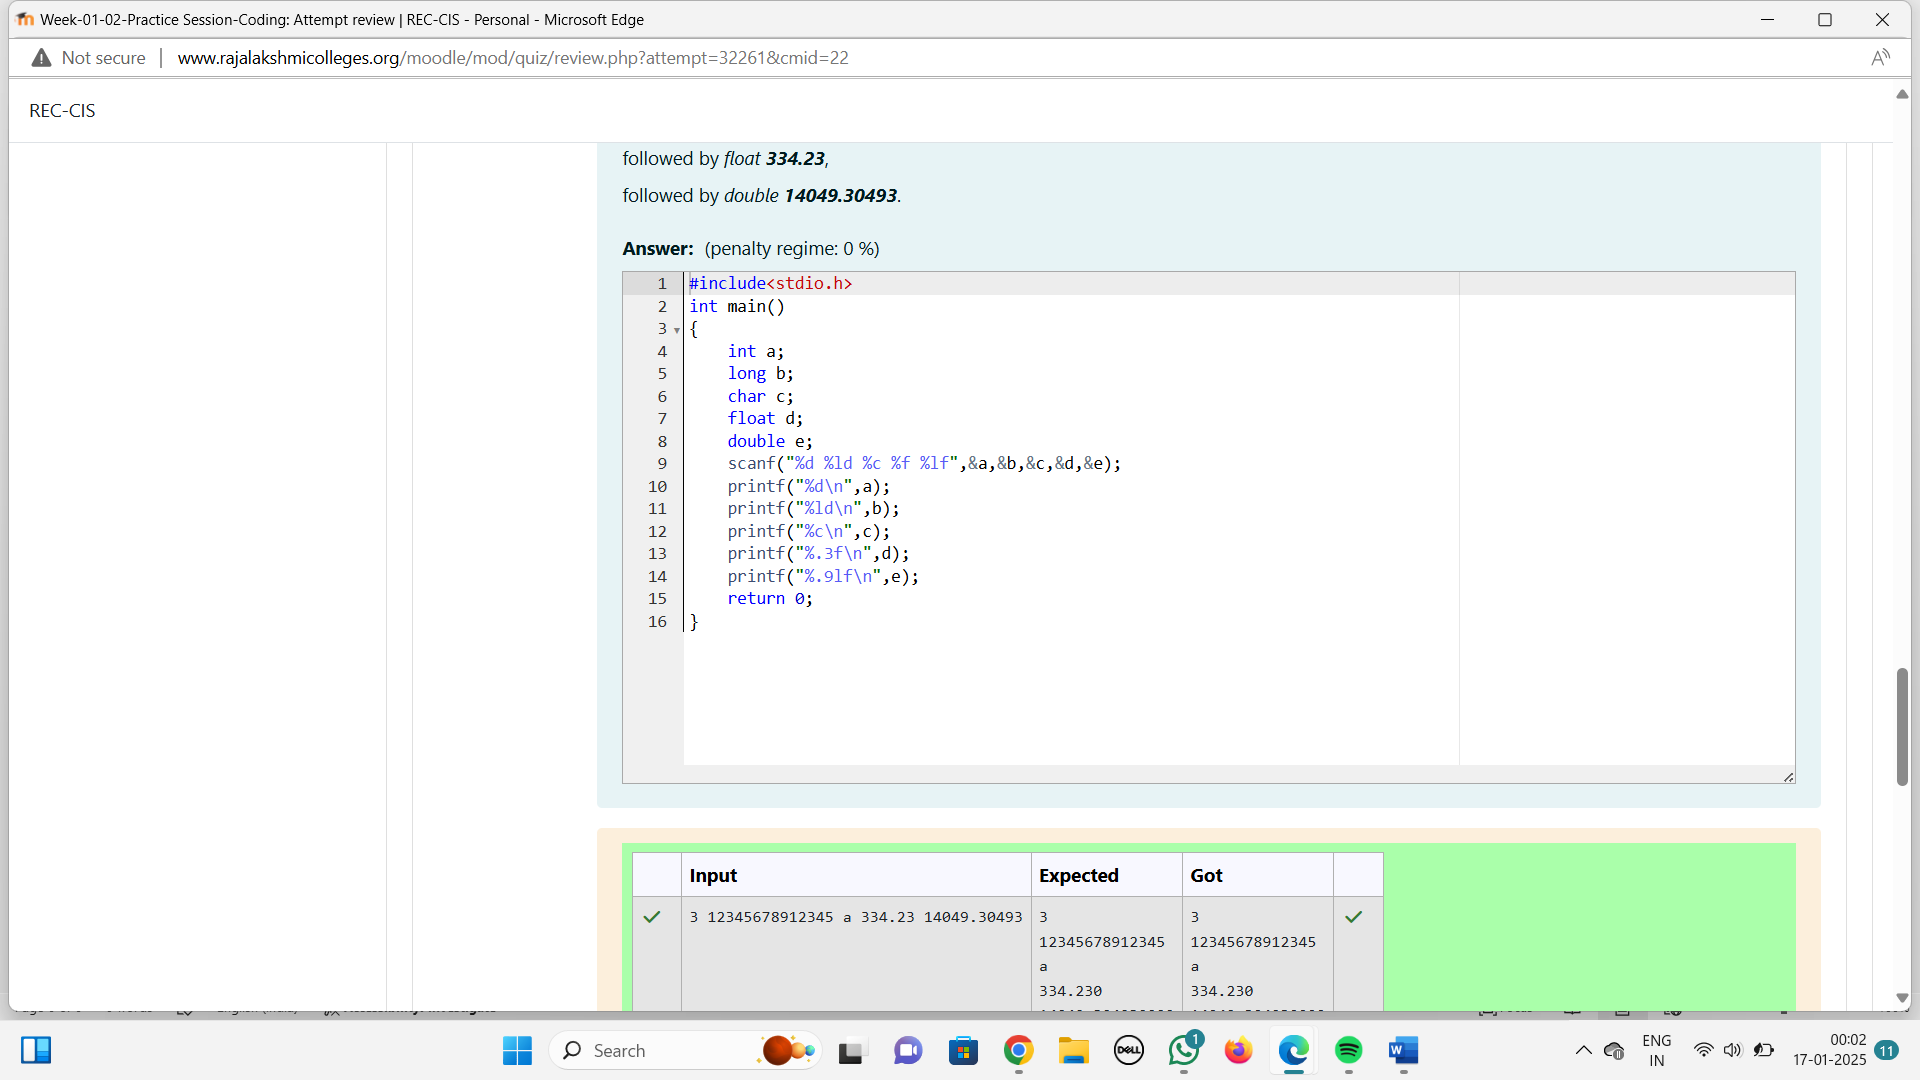 Week-01-02-Practice Session-Coding: Attempt review | REC-CIS - Personal - Microsoft Edge
Not secure | www.rajalakshmicolleges.org/moodle/mod/quiz/review.php?attempt=32261&cmid=22
REC-CIS
followed by float 334.23,
followed by double 14049.30493.
Answer: (penalty regime: 0 %)
1 #include<stdio.h>
2 int main()
3 {
4 int a;
5 long b;
6 char c;
7 float d;
8 double e;
9 scanf("%d %ld %c %f %lf",&a,&b,&c,&d,&e);
10 printf("%d\n",a);
11 printf("%ld\n",b);
12 printf("%c\n",c);
13 printf("%.3f\n",d);
14 printf("%.9lf\n",e);
15 return 0;
16 }
Input Expected Got
3 12345678912345 a 334.23 14049.30493 3 3
12345678912345 12345678912345
a a
334.230 334.230
Search
DELL
1
W
ENG
IN
00:02
17-01-2025
11